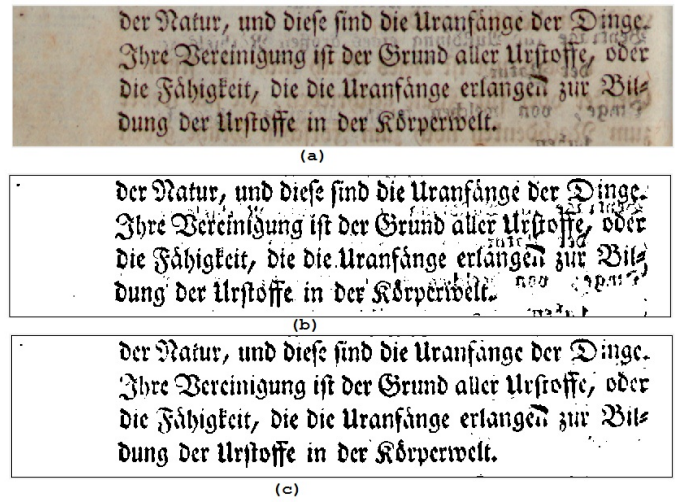 der Natur, und dieſe ſind die Uranfänge der Dinge.
Ihre Vereinigung iſt der Grund aller Urſtoffe, oder
die Fähigkeit, die die Uranfänge erlangen zur Bil⸗
dung der Urſtoffe in der Körperwelt.
(a)
der Natur, und dieſe ſind die Uranfänge der Dinge.
Ihre Vereinigung iſt der Grund aller Urſtoffe, oder
die Fähigkeit, die die Uranfänge erlangen zur Bil⸗
dung der Urſtoffe in der Körperwelt.
(b)
der Natur, und dieſe ſind die Uranfänge der Dinge.
Ihre Vereinigung iſt der Grund aller Urſtoffe, oder
die Fähigkeit, die die Uranfänge erlangen zur Bil⸗
dung der Urſtoffe in der Körperwelt.
(c)